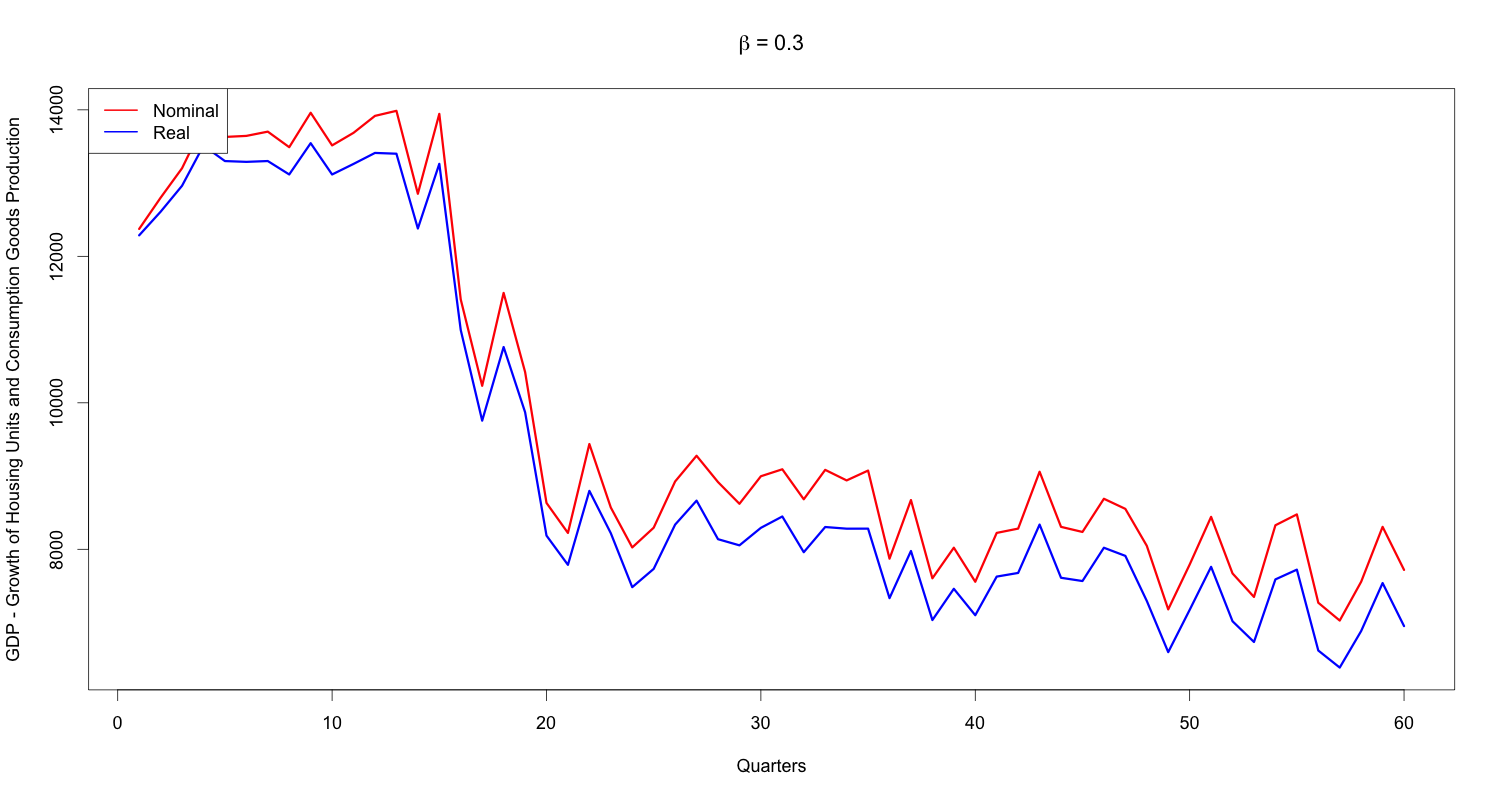 β = 0.3
Nominal
Real
GDP - Growth of Housing Units and Consumption Goods Production
14000
12000
10000
8000
0 10 20 30 40 50 60
Quarters